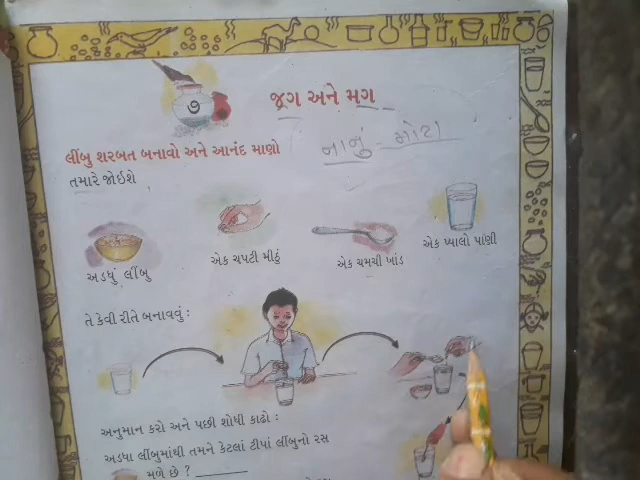 ૭
જગ અને મગ
નાનું - મોટા
લીંબુ શરબત બનાવો અને આનંદ માણો
તમારે જોઈશે
અડધું લીંબુ
એક ચપટી મીઠું
એક ચમચી ખાંડ
એક પ્યાલો પાણી
તે કેવી રીતે બનાવવું :
અનુમાન કરો અને પછી શોધી કાઢો :
અડધા લીંબુમાંથી તમને કેટલાં ટીપાં લીંબુનો રસ
મળે છે ?